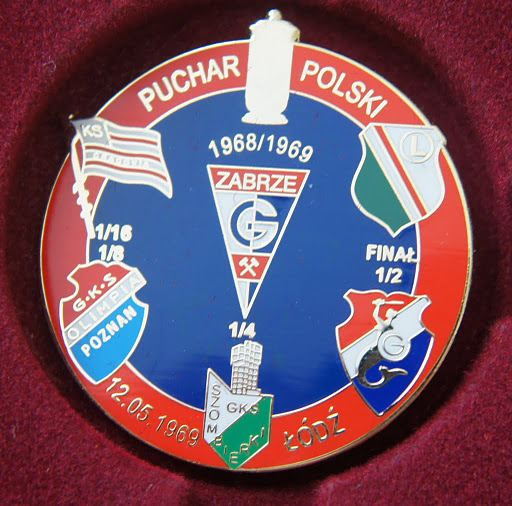 PUCHAR POLSKI
1968/1969
KS
CRACOVIA
L
ZABRZE
G
1/16
1/8
FINAŁ
1/2
G·K·S
OLIMPIA
POZNAŃ
G
1/4
GKS
SZOMBIERKI
12.05.1969 ŁÓDŹ